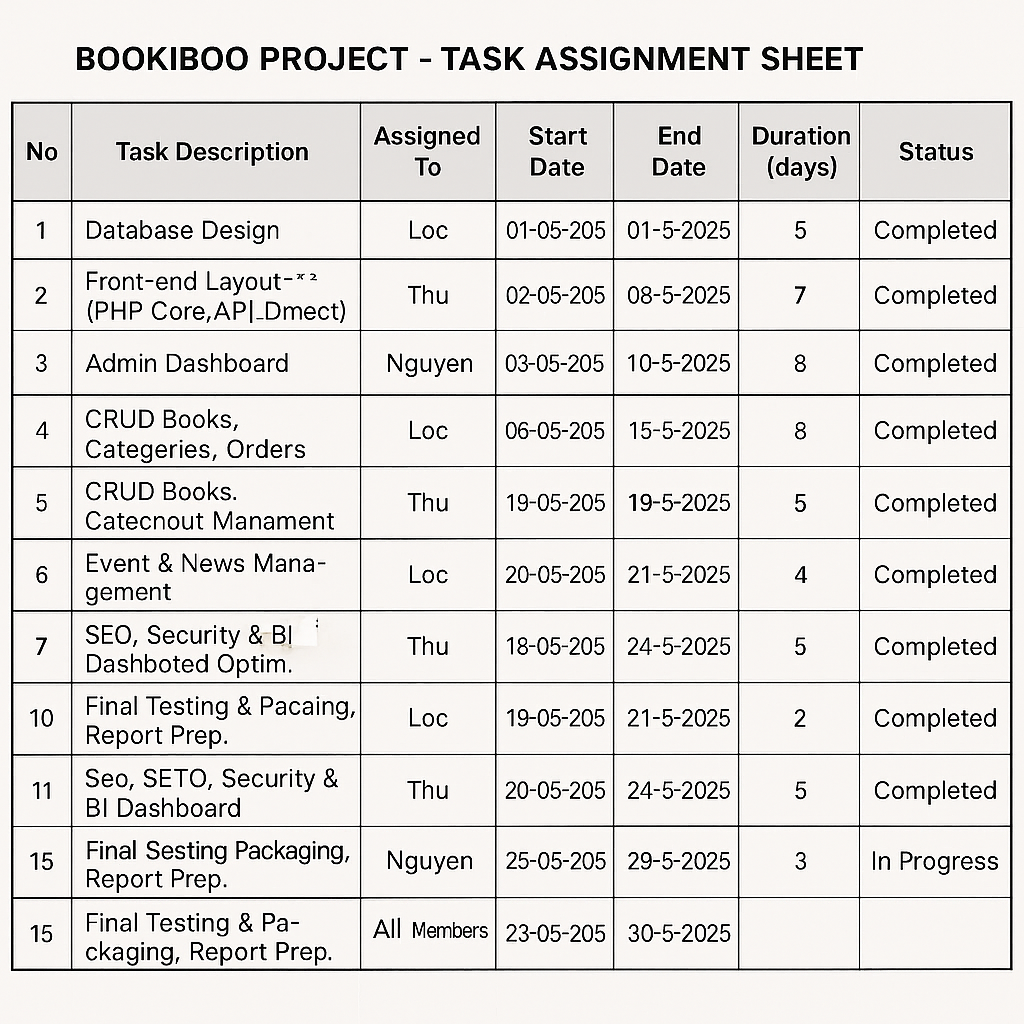 BOOKIBOO PROJECT - TASK ASSIGNMENT SHEET
No Task Description Assigned To Start Date End Date Duration (days) Status
1 Database Design Loc 01-05-205 01-5-2025 5 Completed
2 Front-end Layout- Thu 02-05-205 08-5-2025 7 Completed
(PHP Core,AP|_Dmect)
3 Admin Dashboard Nguyen 03-05-205 10-5-2025 8 Completed
4 CRUD Books, Loc 06-05-205 15-5-2025 8 Completed
Categeries, Orders
5 CRUD Books. Thu 19-05-205 19-5-2025 5 Completed
Catecnout Manament
6 Event & News Mana- Loc 20-05-205 21-5-2025 4 Completed
gement
7 SEO, Security & BI Thu 18-05-205 24-5-2025 5 Completed
Dashboted Optim.
10 Final Testing & Pacaing, Loc 19-05-205 21-5-2025 2 Completed
Report Prep.
11 Seo, SETO, Security & Thu 20-05-205 24-5-2025 5 Completed
BI Dashboard
15 Final Sesting Packaging, Nguyen 25-05-205 29-5-2025 3 In Progress
Report Prep.
15 Final Testing & Pa- All Members 23-05-205 30-5-2025
ckaging, Report Prep.